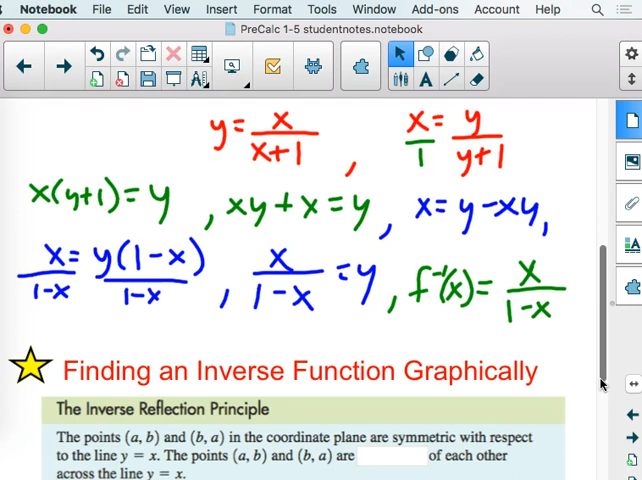 Notebook File Edit View Insert Format Tools Window Add-ons Account Help
PreCalc 1-5 studentnotes.notebook
y = x/(x+1) , x/1 = y/(y+1)
x(y+1) = y , xy + x = y , x = y - xy,
x/(1-x) = y(1-x)/(1-x) , x/(1-x) = y , f⁻¹(x) = x/(1-x)
Finding an Inverse Function Graphically
The Inverse Reflection Principle
The points (a, b) and (b, a) in the coordinate plane are symmetric with respect
to the line y = x. The points (a, b) and (b, a) are of each other
across the line y = x.